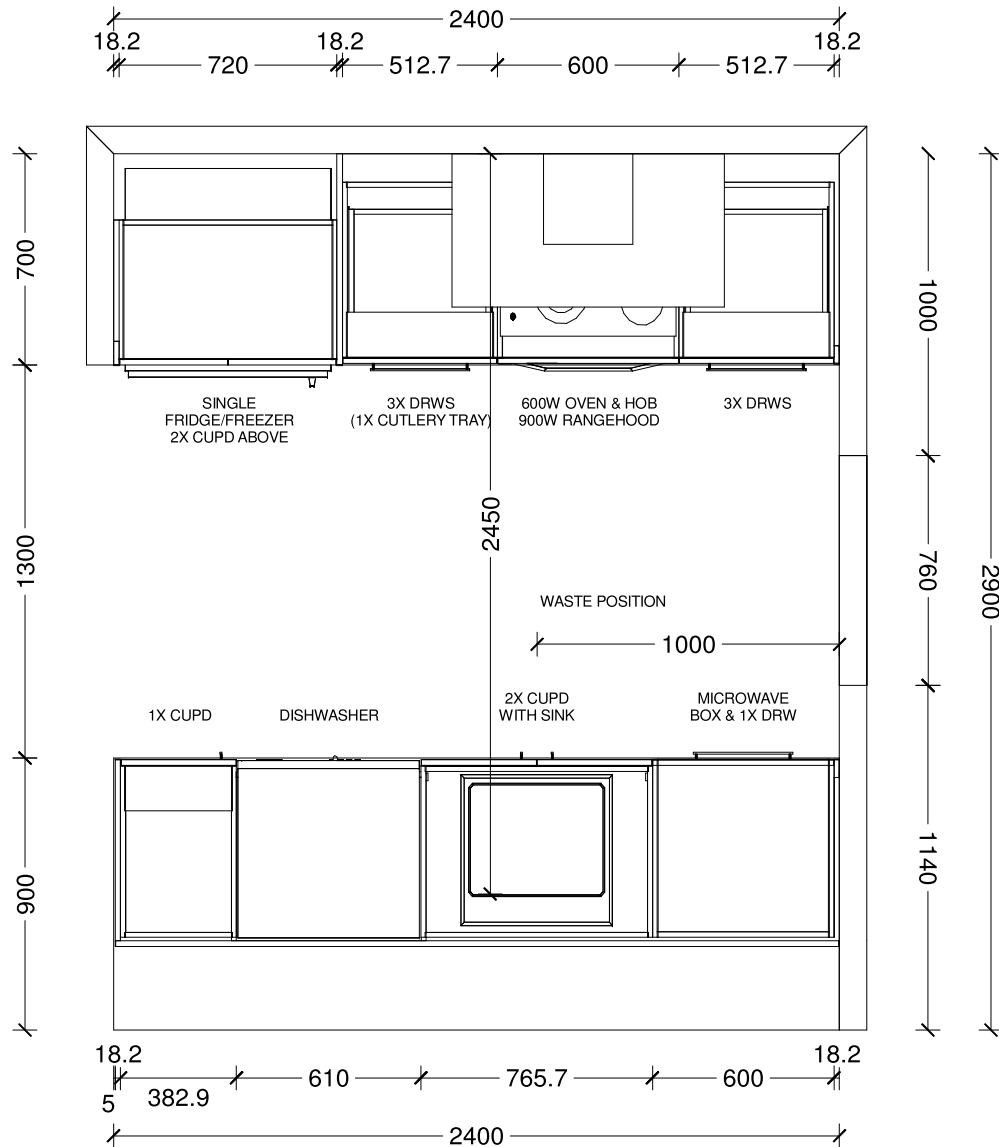 2400
18.2 18.2 18.2
720 512.7 600 512.7
700
1000
SINGLE
FRIDGE/FREEZER
2X CUPD ABOVE
3X DRWS
(1X CUTLERY TRAY)
600W OVEN & HOB
900W RANGEHOOD
3X DRWS
2450
1300
760
2900
WASTE POSITION
1000
1X CUPD
DISHWASHER
2X CUPD
WITH SINK
MICROWAVE
BOX & 1X DRW
900
1140
18.2 18.2
5 382.9 610 765.7 600
2400